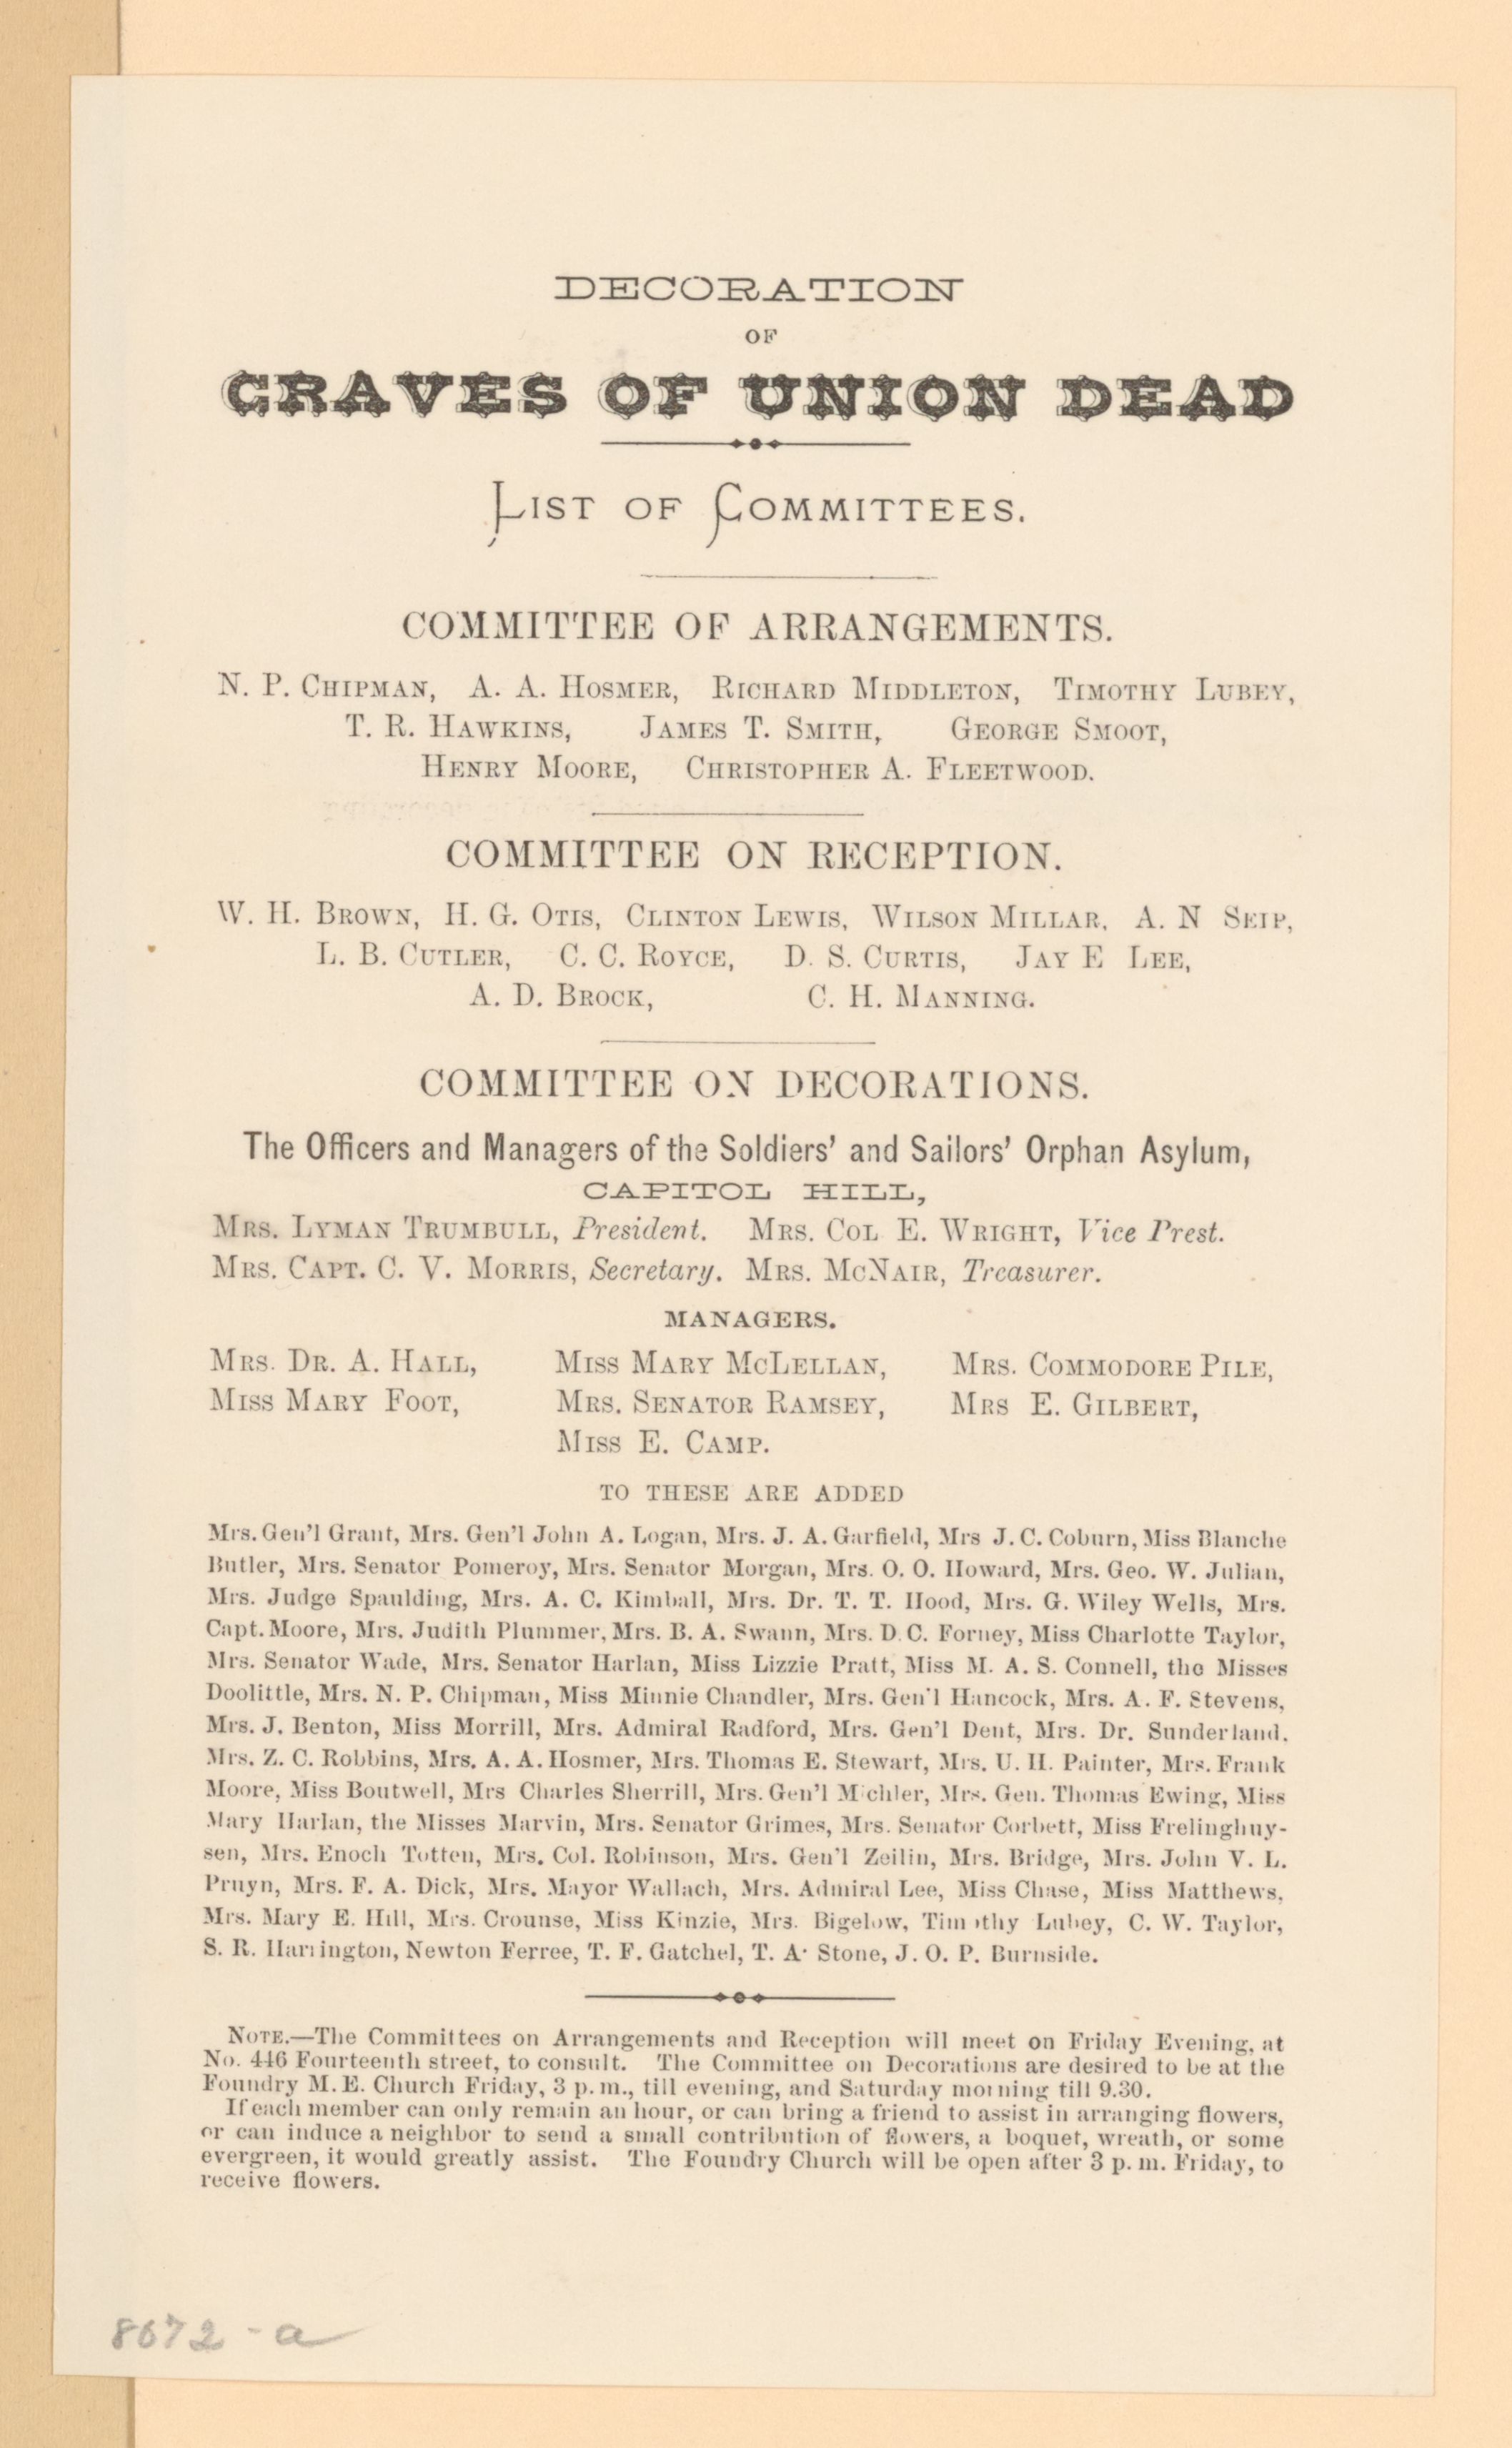 DECORATION
OF
GRAVES OF UNION DEAD
LIST OF COMMITTEES.
COMMITTEE OF ARRANGEMENTS.
N. P. CHIPMAN, A. A. HOSMER, RICHARD MIDDLETON, TIMOTHY LUBEY,
T. R. HAWKINS, JAMES T. SMITH, GEORGE SMOOT,
HENRY MOORE, CHRISTOPHER A. FLEETWOOD.
COMMITTEE ON RECEPTION.
W. H. BROWN, H. G. OTIS, CLINTON LEWIS, WILSON MILLAR, A. N SEIP,
L. B. CUTLER, C. C. ROYCE, D. S. CURTIS, JAY E LEE,
A. D. BROCK, C. H. MANNING.
COMMITTEE ON DECORATIONS.
The Officers and Managers of the Soldiers' and Sailors' Orphan Asylum,
CAPITOL HILL,
MRS. LYMAN TRUMBULL, President. MRS. COL E. WRIGHT, Vice Prest.
MRS. CAPT. C. V. MORRIS, Secretary. MRS. MCNAIR, Treasurer.
MANAGERS.
MRS. DR. A. HALL, MISS MARY MCLELLAN, MRS. COMMODORE PILE,
MISS MARY FOOT, MRS. SENATOR RAMSEY, MRS E. GILBERT,
MISS E. CAMP.
TO THESE ARE ADDED
Mrs. Gen'l Grant, Mrs. Gen'l John A. Logan, Mrs. J. A. Garfield, Mrs J. C. Coburn, Miss Blanche
Butler, Mrs. Senator Pomeroy, Mrs. Senator Morgan, Mrs. O. O. Howard, Mrs. Geo. W. Julian,
Mrs. Judge Spaulding, Mrs. A. C. Kimball, Mrs. Dr. T. T. Hood, Mrs. G. Wiley Wells, Mrs.
Capt. Moore, Mrs. Judith Plummer, Mrs. B. A. Swann, Mrs. D. C. Forney, Miss Charlotte Taylor,
Mrs. Senator Wade, Mrs. Senator Harlan, Miss Lizzie Pratt, Miss M. A. S. Connell, the Misses
Doolittle, Mrs. N. P. Chipman, Miss Minnie Chandler, Mrs. Gen'l Hancock, Mrs. A. F. Stevens,
Mrs. J. Benton, Miss Morrill, Mrs. Admiral Radford, Mrs. Gen'l Dent, Mrs. Dr. Sunderland,
Mrs. Z. C. Robbins, Mrs. A. A. Hosmer, Mrs. Thomas E. Stewart, Mrs. U. H. Painter, Mrs. Frank
Moore, Miss Boutwell, Mrs Charles Sherrill, Mrs. Gen'l Michler, Mrs. Gen. Thomas Ewing, Miss
Mary Harlan, the Misses Marvin, Mrs. Senator Grimes, Mrs. Senator Corbett, Miss Frelinghuy-
sen, Mrs. Enoch Totten, Mrs. Col. Robinson, Mrs. Gen'l Zeilin, Mrs. Bridge, Mrs. John V. L.
Pruyn, Mrs. F. A. Dick, Mrs. Mayor Wallach, Mrs. Admiral Lee, Miss Chase, Miss Matthews,
Mrs. Mary E. Hill, Mrs. Crounse, Miss Kinzie, Mrs. Bigelow, Timothy Lubey, C. W. Taylor,
S. R. Harrington, Newton Ferree, T. F. Gatchel, T. A. Stone, J. O. P. Burnside.
NOTE.—The Committees on Arrangements and Reception will meet on Friday Evening, at
No. 446 Fourteenth street, to consult. The Committee on Decorations are desired to be at the
Foundry M. E. Church Friday, 3 p. m., till evening, and Saturday morning till 9.30.
If each member can only remain an hour, or can bring a friend to assist in arranging flowers,
or can induce a neighbor to send a small contribution of flowers, a boquet, wreath, or some
evergreen, it would greatly assist. The Foundry Church will be open after 3 p. m. Friday, to
receive flowers.
8672-a